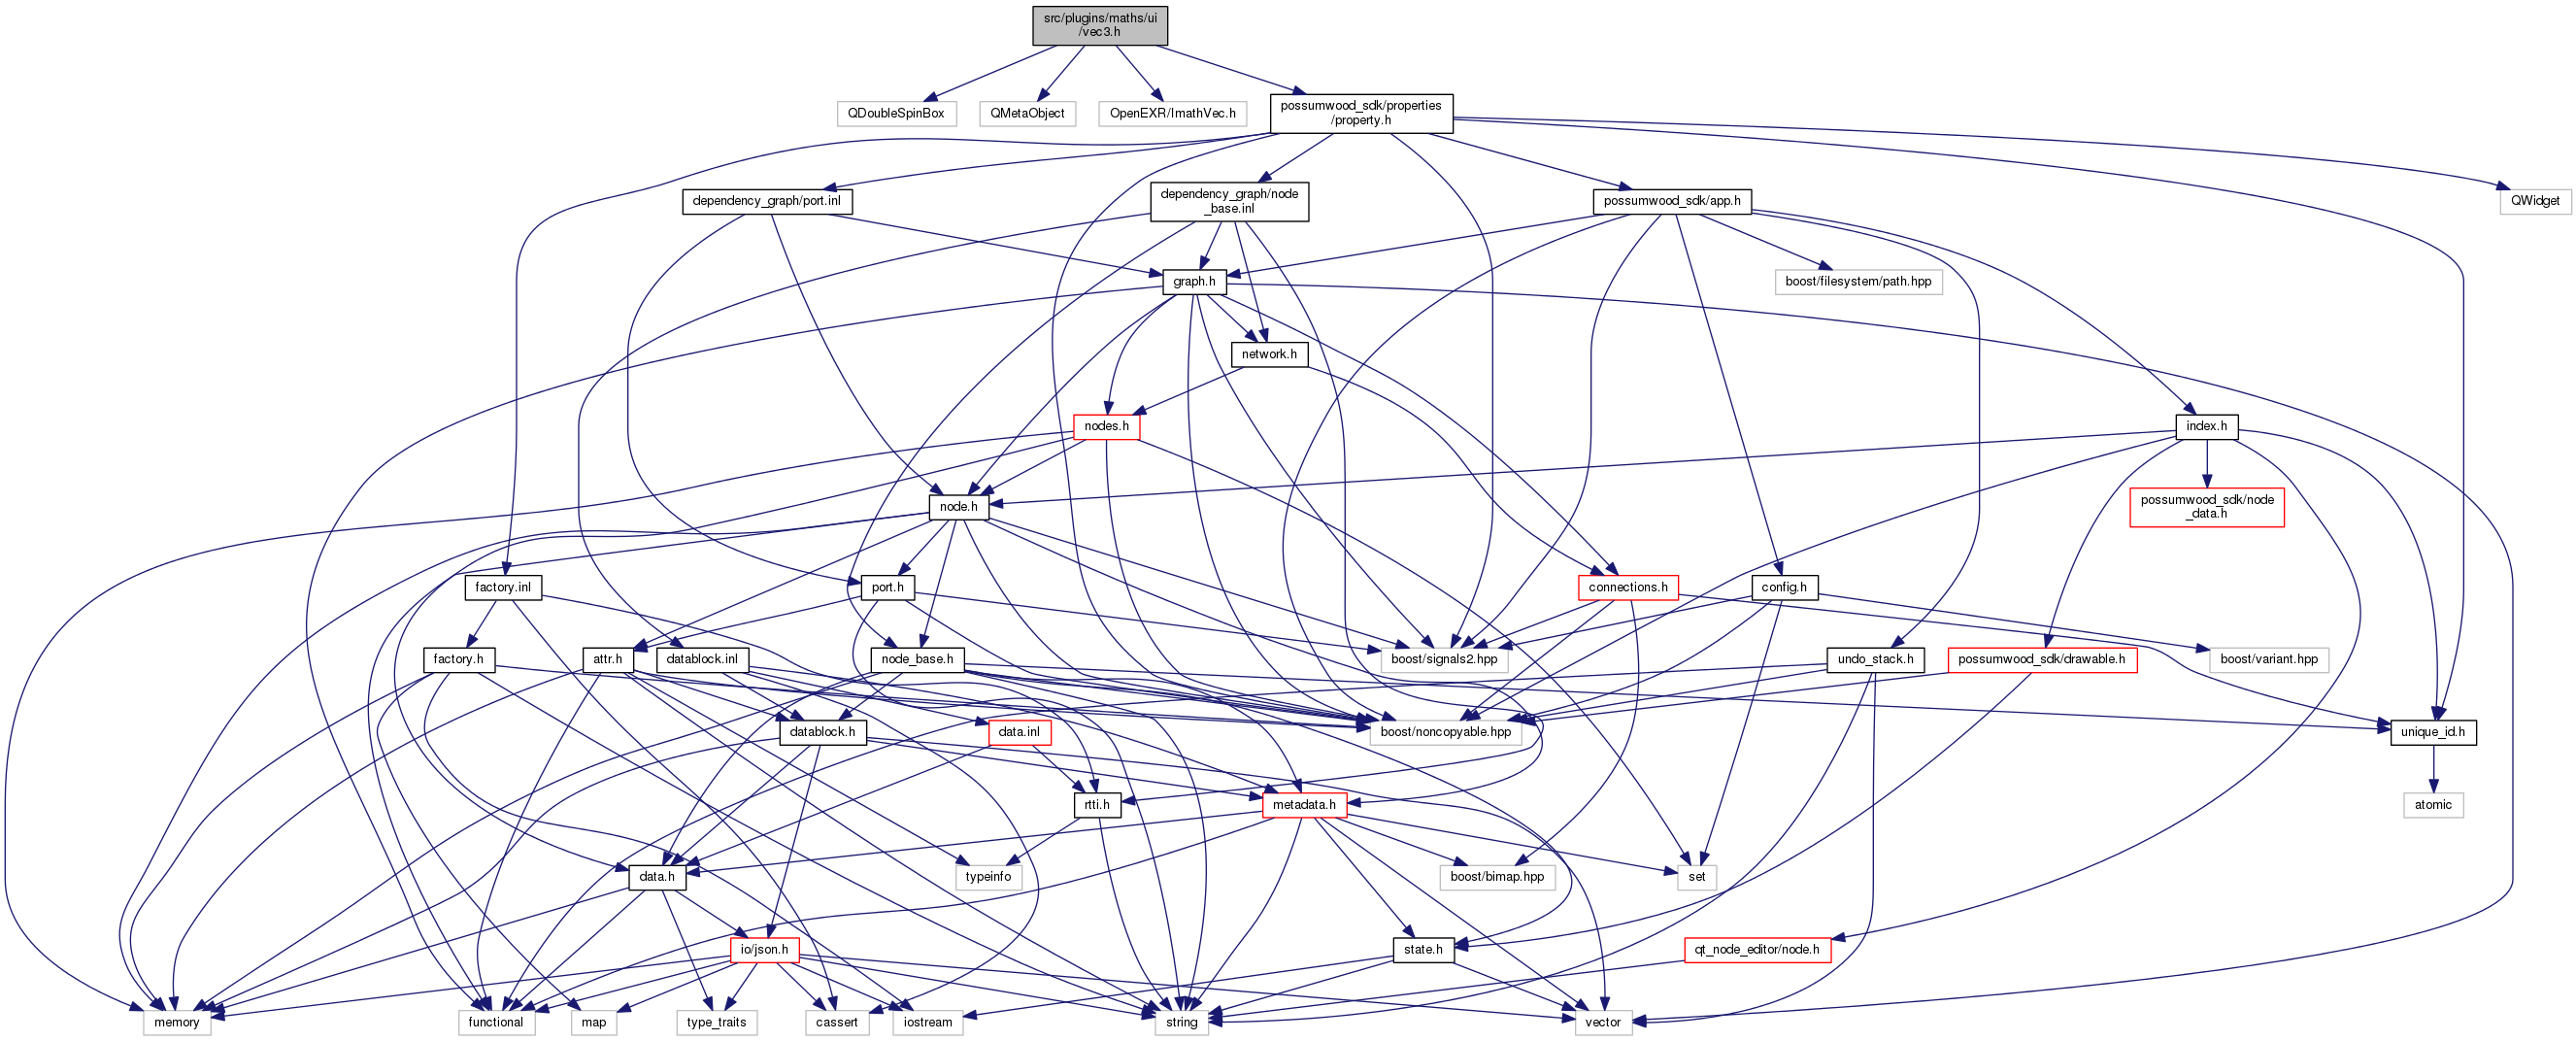 src/plugins/maths/ui
/vec3.h
QDoubleSpinBox
QMetaObject
OpenEXR/ImathVec.h
possumwood_sdk/properties
/property.h
dependency_graph/port.inl
dependency_graph/node
_base.inl
possumwood_sdk/app.h
QWidget
graph.h
boost/filesystem/path.hpp
network.h
nodes.h
index.h
node.h
possumwood_sdk/node
_data.h
factory.inl
port.h
connections.h
config.h
factory.h
attr.h
datablock.inl
node_base.h
boost/signals2.hpp
undo_stack.h
possumwood_sdk/drawable.h
boost/variant.hpp
datablock.h
data.inl
boost/noncopyable.hpp
unique_id.h
rtti.h
metadata.h
atomic
data.h
typeinfo
boost/bimap.hpp
set
io/json.h
state.h
qt_node_editor/node.h
memory
functional
map
type_traits
cassert
iostream
string
vector